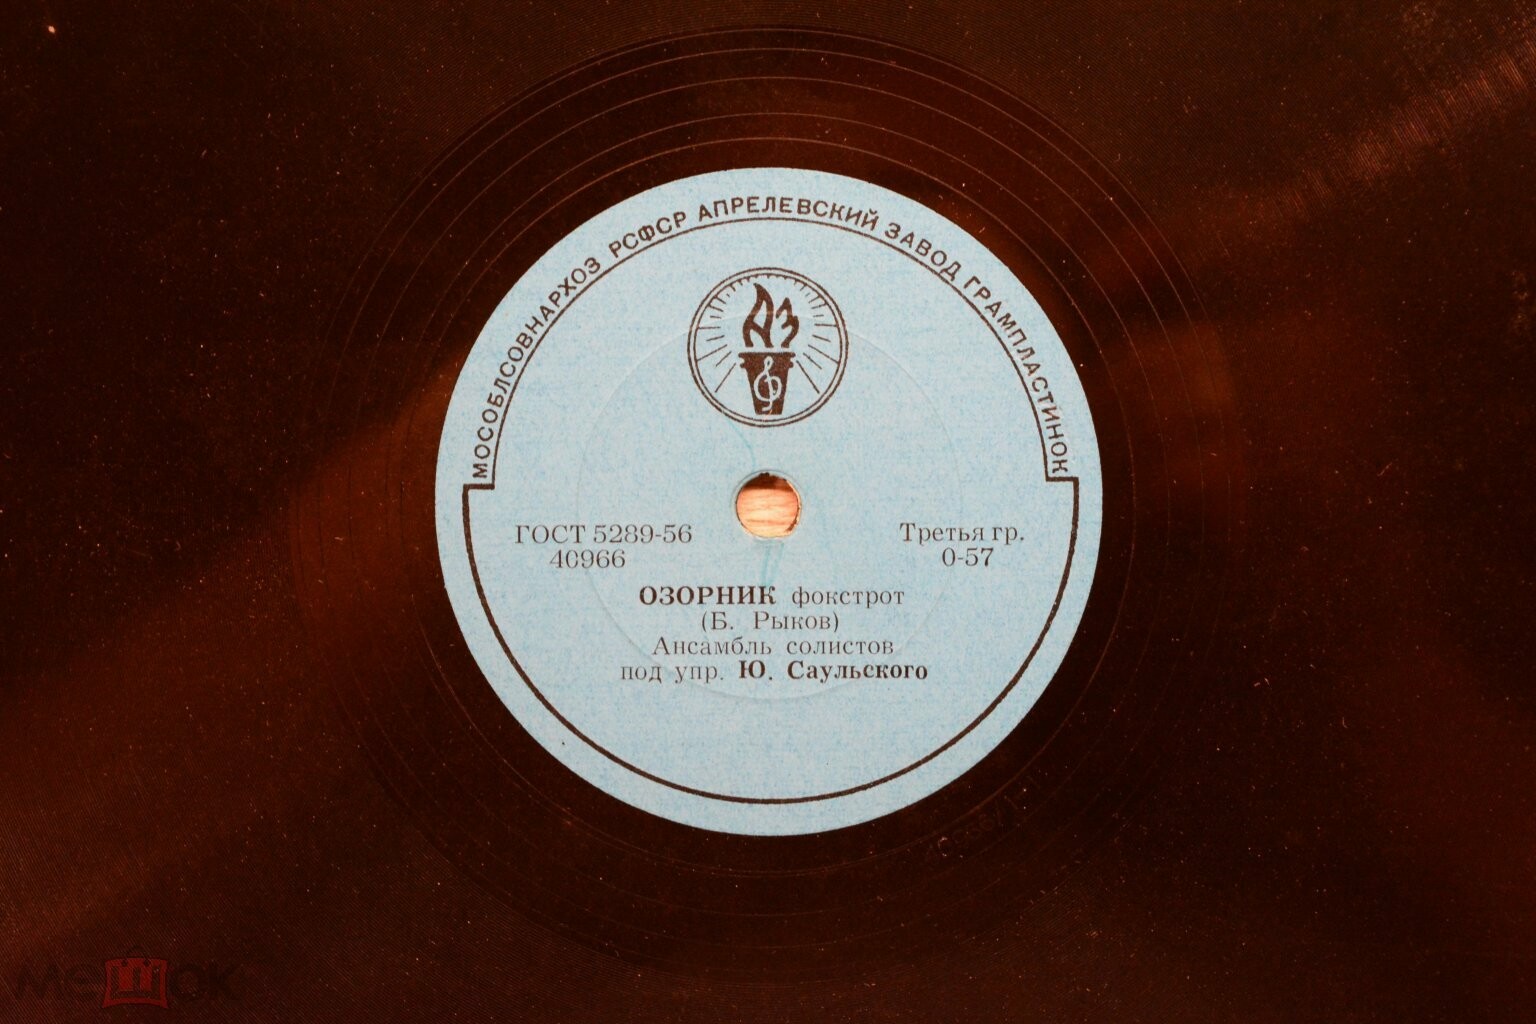 МОСОБЛСОВНАРХОЗ РСФСР АПРЕЛЕВСКИЙ ЗАВОД ГРАМПЛАСТИНОК
АЗ
ГОСТ 5289-56
40966
Третья гр.
0-57
ОЗОРНИК фокстрот
(Б. Рыков)
Ансамбль солистов
под упр. Ю. Саульского
мешок